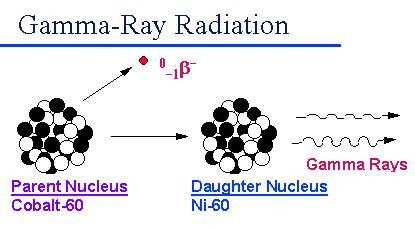 Gamma-Ray Radiation
⁰₋₁β⁻
Gamma Rays
Parent Nucleus
Cobalt-60
Daughter Nucleus
Ni-60